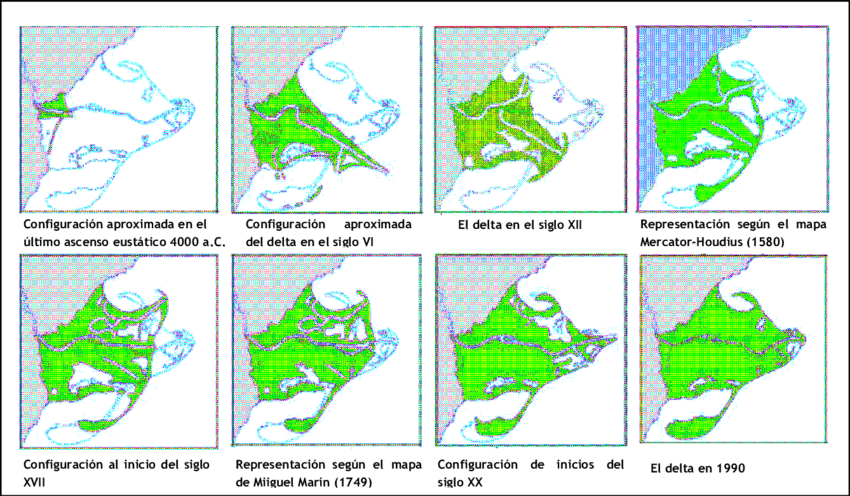 Configuración aproximada en el
último ascenso eustático 4000 a.C.
Configuración aproximada
del delta en el siglo VI
El delta en el siglo XII
Representación según el mapa
Mercator-Houdius (1580)
Configuración al inicio del siglo
XVII
Representación según el mapa
de Miiguel Marín (1749)
Configuración de inicios del
siglo XX
El delta en 1990